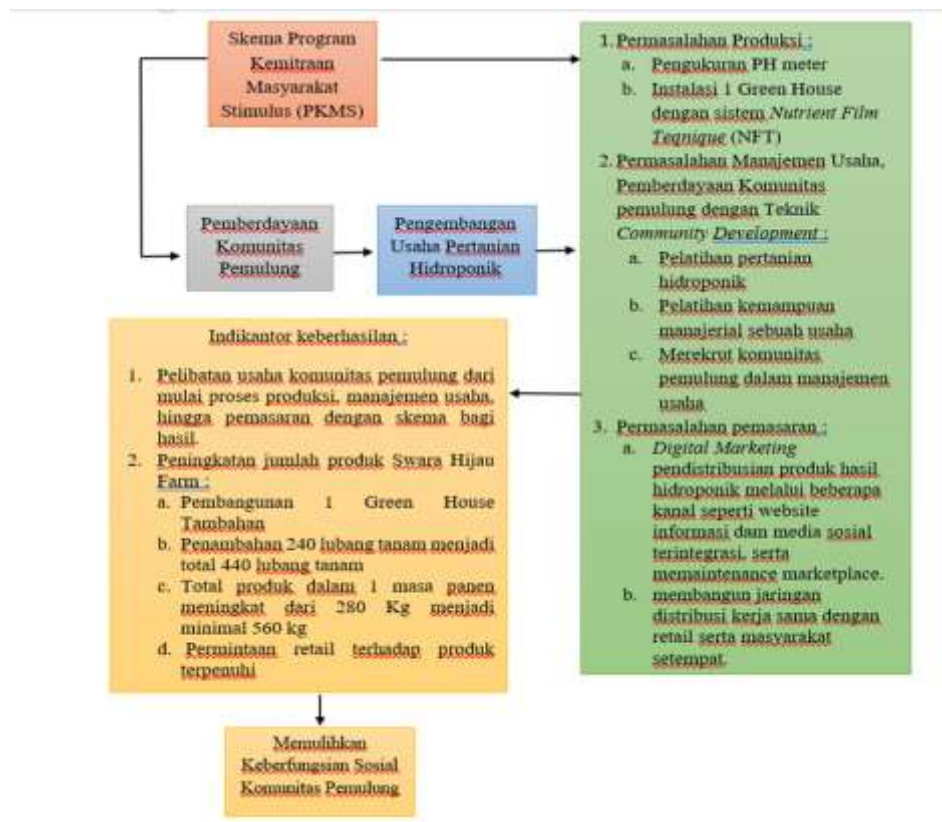 Skema Program
Kemitraan
Masyarakat
Stimulus (PKMS)
1. Permasalahan Produksi :
a. Pengukuran PH meter
b. Instalasi 1 Green House
dengan sistem Nutrient Film
Teqnique (NFT)
2. Permasalahan Manajemen Usaha,
Pemberdayaan Komunitas
pemulung dengan Teknik
Community Development :
a. Pelatihan pertanian
hidroponik
b. Pelatihan kemampuan
manajerial sebuah usaha
c. Merekrut komunitas
pemulung dalam manajemen
usaha
3. Permasalahan pemasaran :
a. Digital Marketing
pendistribusian produk hasil
hidroponik melalui beberapa
kanal seperti website
informasi dam media sosial
terintegrasi, serta
memaintenance marketplace.
b. membangun jaringan
distribusi kerja sama dengan
retail serta masyarakat
setempat.
Pemberdayaan
Komunitas
Pemulung
Pengembangan
Usaha Pertanian
Hidroponik
Indikantor keberhasilan :
1. Pelibatan usaha komunitas pemulung dari
mulai proses produksi, manajemen usaha,
hingga pemasaran dengan skema bagi
hasil.
2. Peningkatan jumlah produk Swara Hijau
Farm :
a. Pembangunan 1 Green House
Tambahan
b. Penambahan 240 lubang tanam menjadi
total 440 lubang tanam
c. Total produk dalam 1 masa panen
meningkat dari 280 Kg menjadi
minimal 560 kg
d. Permintaan retail terhadap produk
terpenuhi
Memulihkan
Keberfungsian Sosial
Komunitas Pemulung